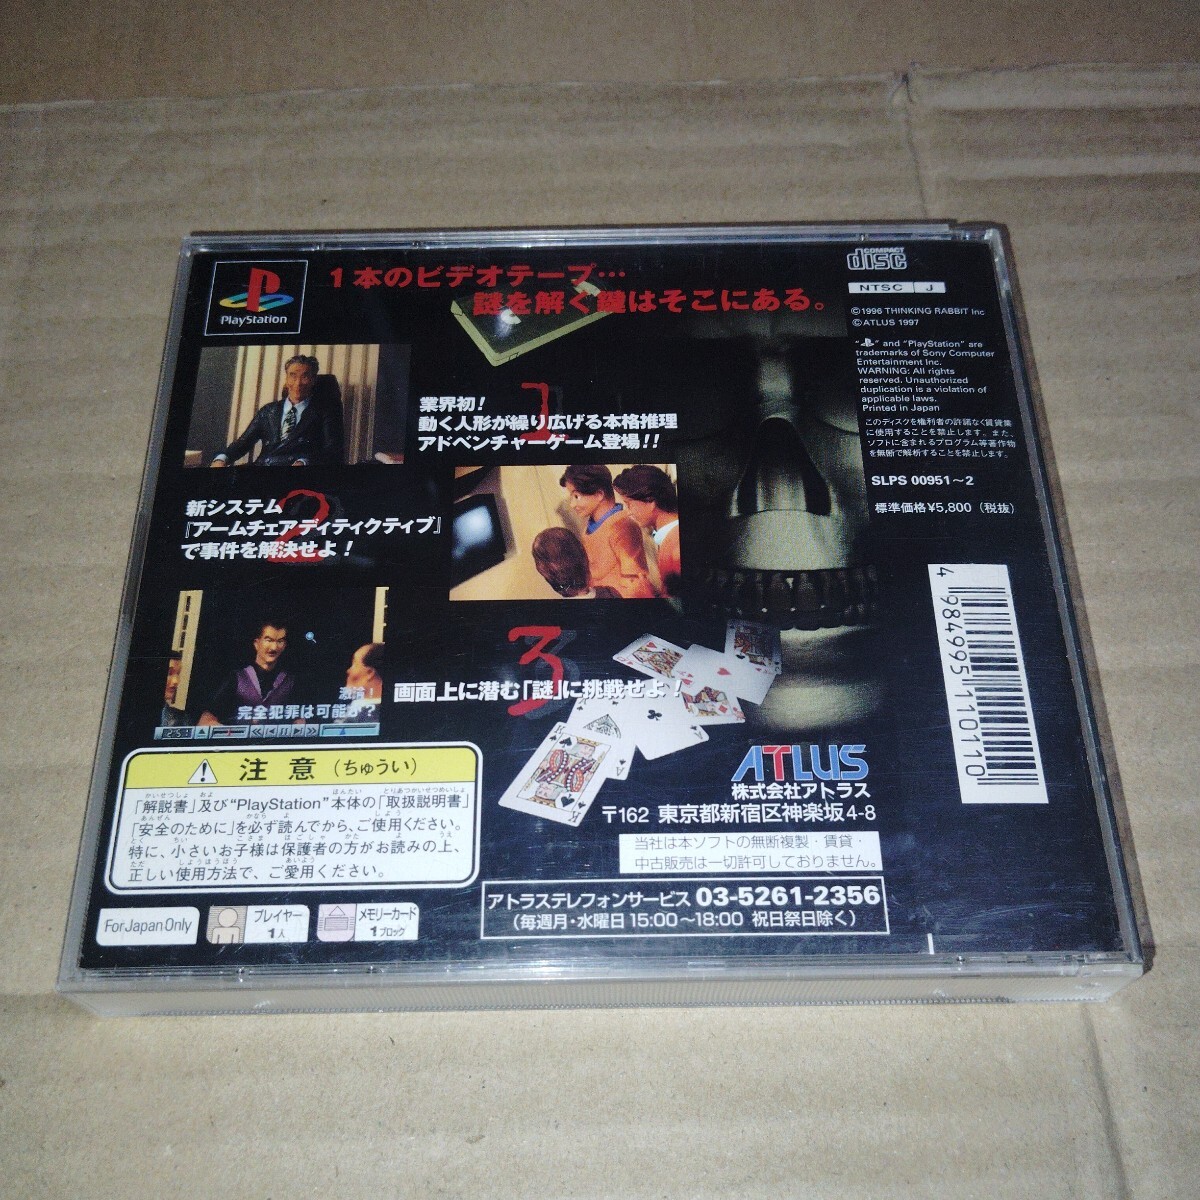 PlayStation
1本のビデオテープ…
謎を解く鍵はそこにある。
COMPACT
disc
NTSC J
©1996 THINKING RABBIT Inc
©ATLUS 1997
" " and "PlayStation" are
trademarks of Sony Computer
Entertainment Inc.
WARNING: All rights
reserved. Unauthorized
duplication is a violation of
applicable laws.
Printed in Japan
このディスクを権利者の許諾なく賃貸業
に使用することを禁止します。また、
ソフトに含まれるプログラム等著作物
を無断で解析することを禁止します。
SLPS 00951~2
標準価格¥5,800(税抜)
1
業界初!
動く人形が繰り広げる本格推理
アドベンチャーゲーム登場!!
2
新システム
『アームチェアディティクティブ』
で事件を解決せよ!
激論!
完全犯罪は可能か?
3
画面上に潜む「謎」に挑戦せよ!
4 984995 110110
ATLUS
株式会社アトラス
〒162 東京都新宿区神楽坂4-8
当社は本ソフトの無断複製・賃貸・
中古販売は一切許可しておりません。
アトラステレフォンサービス 03-5261-2356
(毎週月・水曜日 15:00~18:00 祝日祭日除く)
注意(ちゅうい)
「解説書」及び"PlayStation"本体の「取扱説明書」
「安全のために」を必ず読んでから、ご使用ください。
特に、小さいお子様は保護者の方がお読みの上、
正しい使用方法で、ご愛用ください。
For Japan Only
プレイヤー
1人
メモリーカード
1ブロック